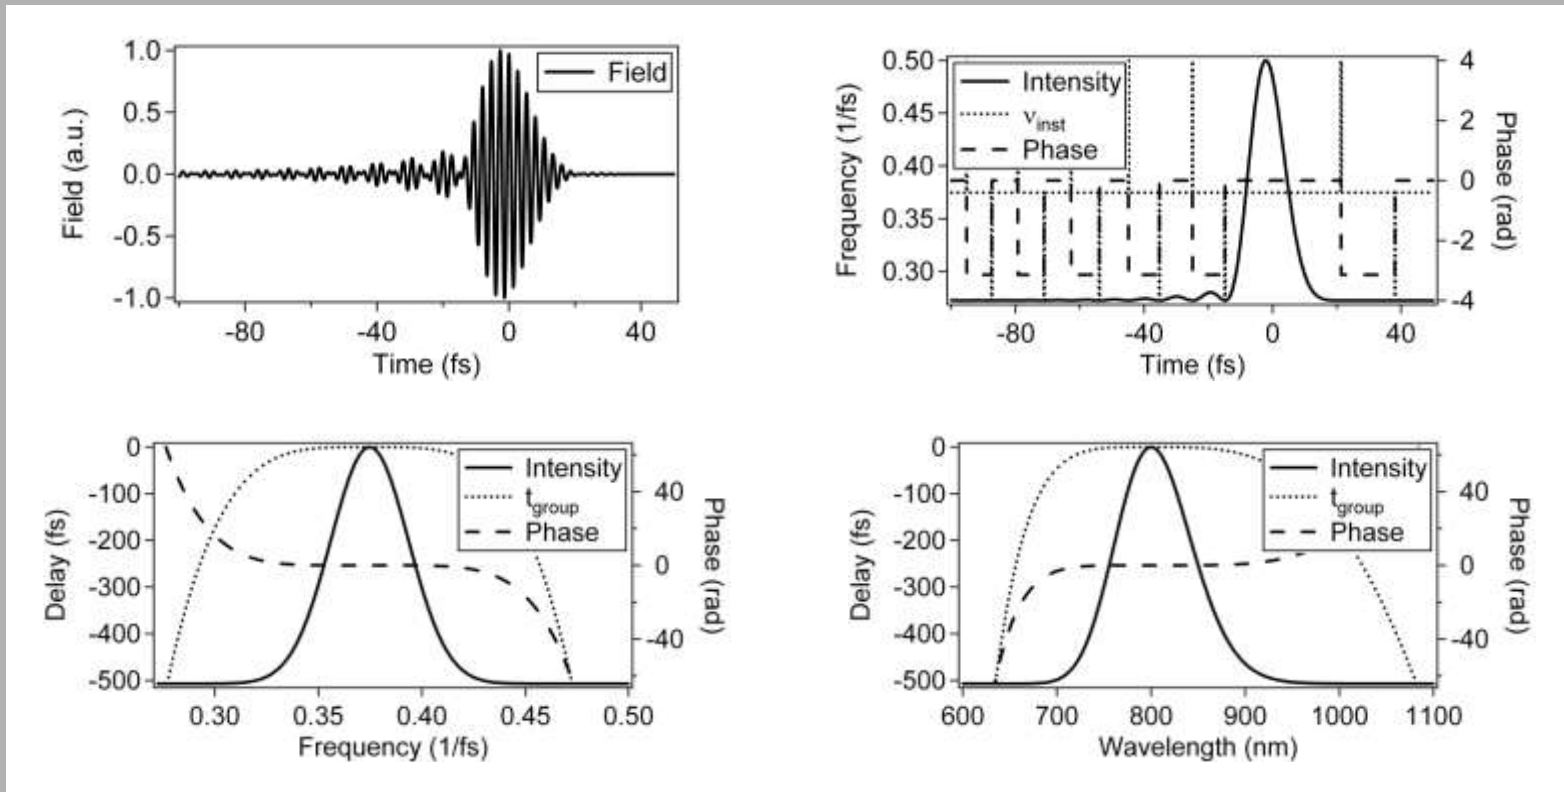 1.0
0.5
0.0
-0.5
-1.0
Field (a.u.)
Field
-80
-40
0
40
Time (fs)
0.50
0.45
0.40
0.35
0.30
Frequency (1/fs)
Intensity
νinst
Phase
4
2
0
-2
-4
Phase (rad)
-80
-40
0
40
Time (fs)
0
-100
-200
-300
-400
-500
Delay (fs)
Intensity
tgroup
Phase
40
0
-40
Phase (rad)
0.30
0.35
0.40
0.45
0.50
Frequency (1/fs)
0
-100
-200
-300
-400
-500
Delay (fs)
Intensity
tgroup
Phase
40
0
-40
Phase (rad)
600
700
800
900
1000
1100
Wavelength (nm)